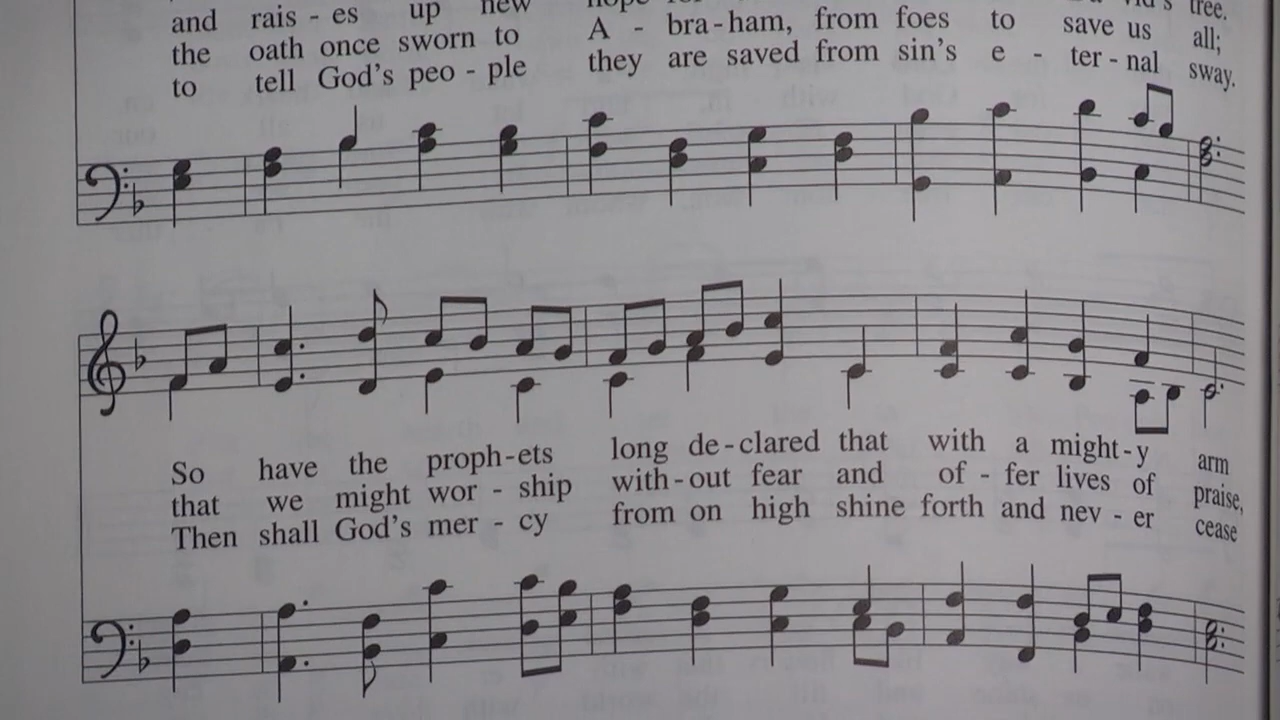 and rais - es up new hope
the oath once sworn to A - bra - ham, from foes to save us all;
to tell God's peo - ple they are saved from sin's e - ter - nal sway.
So have the proph - ets long de - clared that with a might - y arm
that we might wor - ship with - out fear and of - fer lives of praise,
Then shall God's mer - cy from on high shine forth and nev - er cease